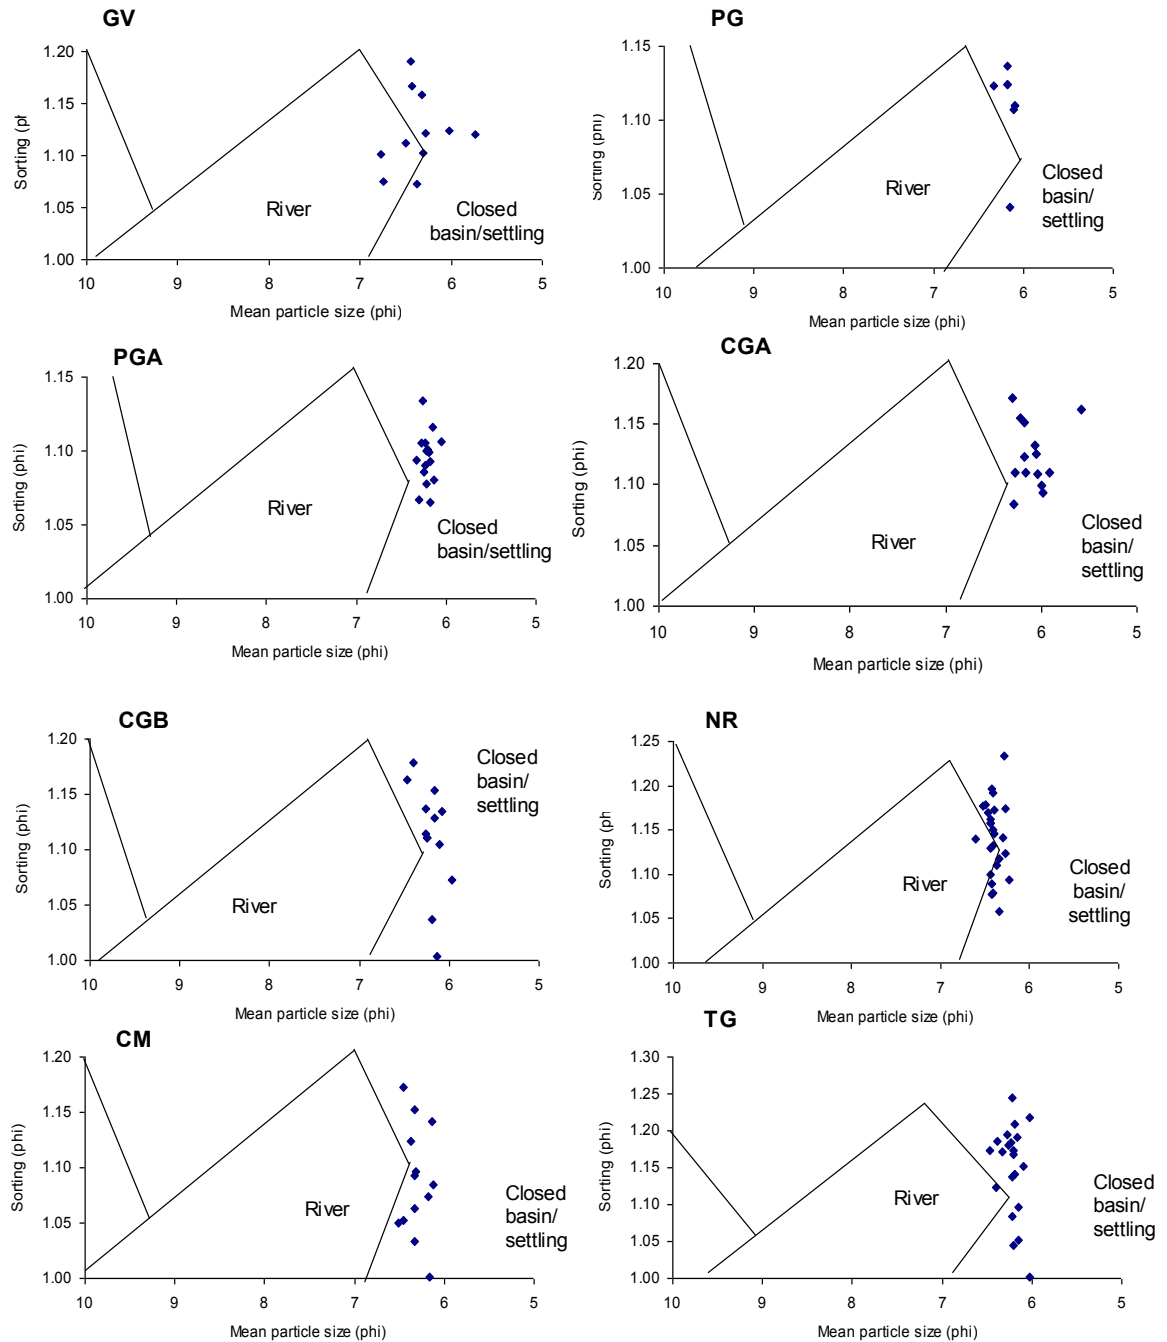 GV
1.20
1.15
1.10
1.05
1.00
Sorting (pł
River
Closed
basin/settling
10 9 8 7 6 5
Mean particle size (phi)
PG
1.15
1.10
1.05
1.00
Sorting (phi)
River
Closed
basin/
settling
10 9 8 7 6 5
Mean particle size (phi)
PGA
1.15
1.10
1.05
1.00
Sorting (phi)
River
Closed
basin/settling
10 9 8 7 6 5
Mean particle size (phi)
CGA
1.20
1.15
1.10
1.05
1.00
Sorting (phi)
River
Closed
basin/
settling
10 9 8 7 6 5
Mean particle size (phi)
CGB
1.20
1.15
1.10
1.05
1.00
Sorting (phi)
River
Closed
basin/
settling
10 9 8 7 6 5
Mean particle size (phi)
NR
1.25
1.20
1.15
1.10
1.05
1.00
Sorting (ph
River
Closed
basin/
settling
10 9 8 7 6 5
Mean particle size (phi)
CM
1.20
1.15
1.10
1.05
1.00
Sorting (phi)
River
Closed
basin/
settling
10 9 8 7 6 5
Mean particle size (phi)
TG
1.30
1.25
1.20
1.15
1.10
1.05
1.00
Sorting (phi)
River
Closed
basin/
settling
10 9 8 7 6 5
Mean particle size (phi)